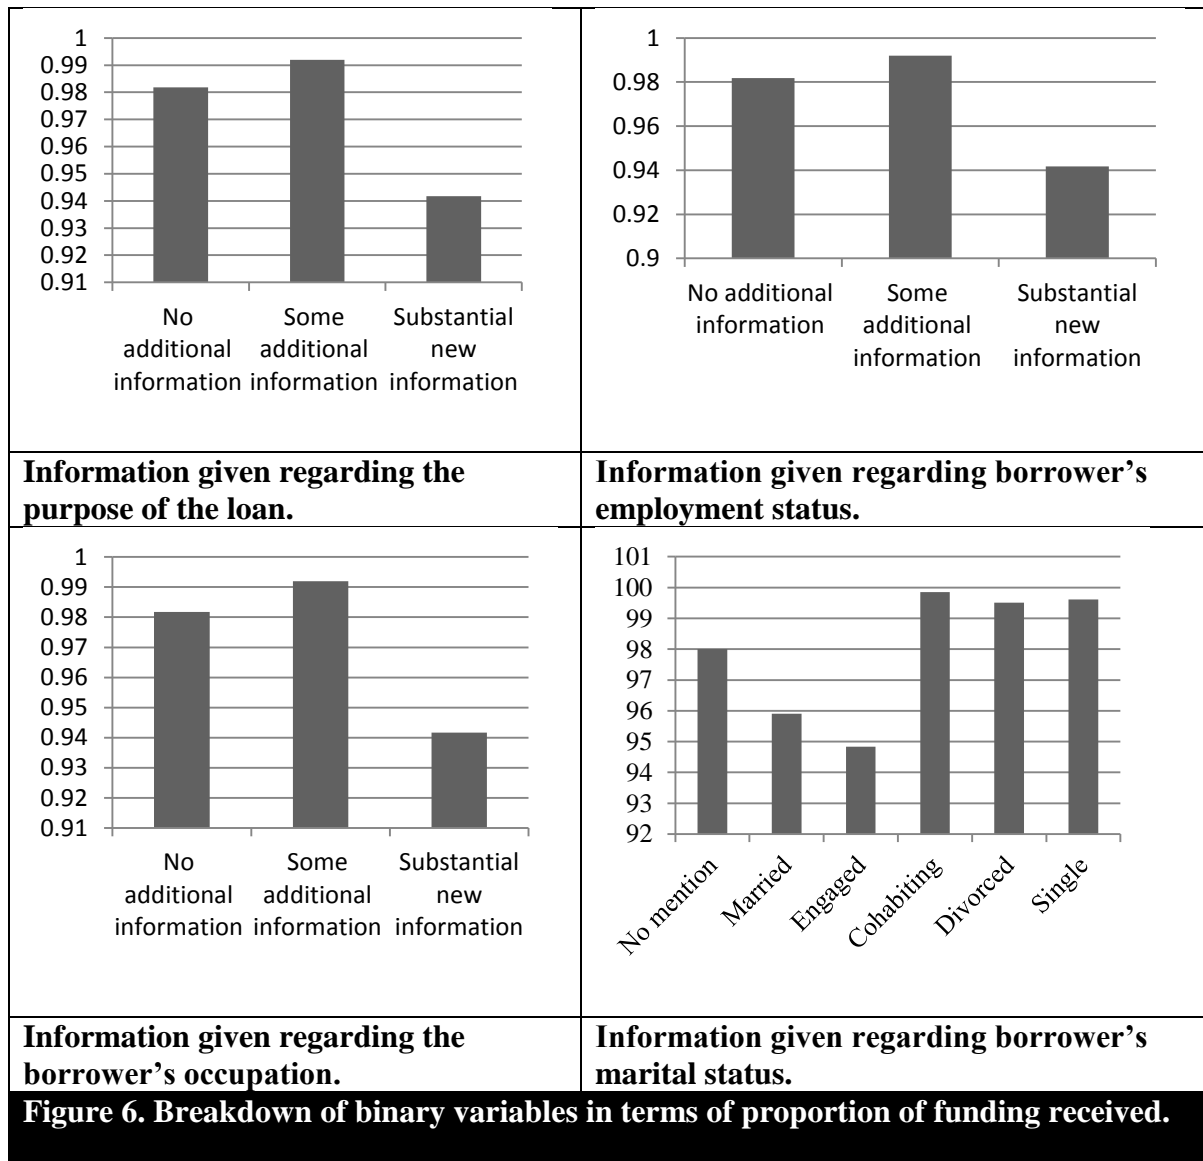 1
0.99
0.98
0.97
0.96
0.95
0.94
0.93
0.92
0.91
No
additional
information
Some
additional
information
Substantial
new
information
Information given regarding the
purpose of the loan.
1
0.98
0.96
0.94
0.92
0.9
No additional
information
Some
additional
information
Substantial
new
information
Information given regarding borrower’s
employment status.
1
0.99
0.98
0.97
0.96
0.95
0.94
0.93
0.92
0.91
No
additional
information
Some
additional
information
Substantial
new
information
Information given regarding the
borrower’s occupation.
101
100
99
98
97
96
95
94
93
92
No mention
Married
Engaged
Cohabiting
Divorced
Single
Information given regarding borrower’s
marital status.
Figure 6. Breakdown of binary variables in terms of proportion of funding received.